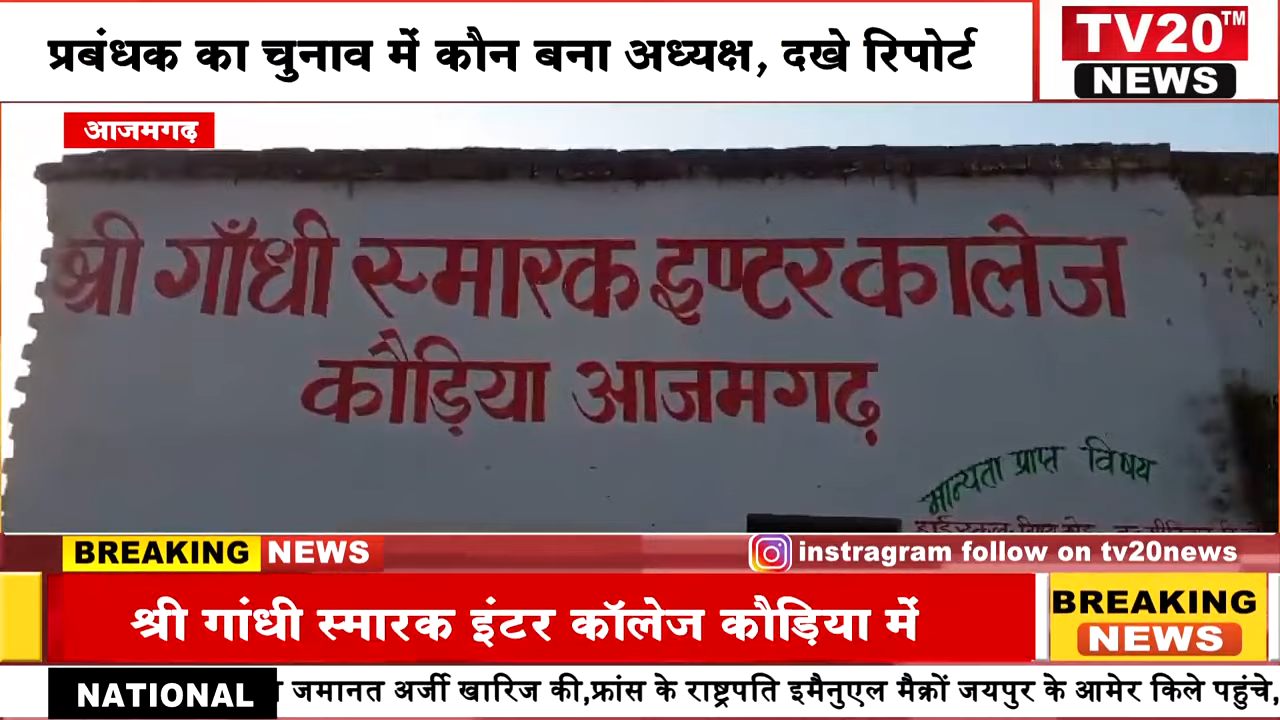 प्रबंधक का चुनाव में कौन बना अध्यक्ष, दखे रिपोर्ट
TV20™
NEWS
आजमगढ़
श्री गाँधी स्मारक इण्टर कालेज
कौड़िया आजमगढ़
मान्यता प्राप्त विषय
BREAKING NEWS
instragram follow on tv20news
श्री गांधी स्मारक इंटर कॉलेज कौड़िया में
BREAKING
NEWS
NATIONAL
जमानत अर्जी खारिज की,फ्रांस के राष्ट्रपति इमैनुएल मैक्रों जयपुर के आमेर किले पहुंचे,